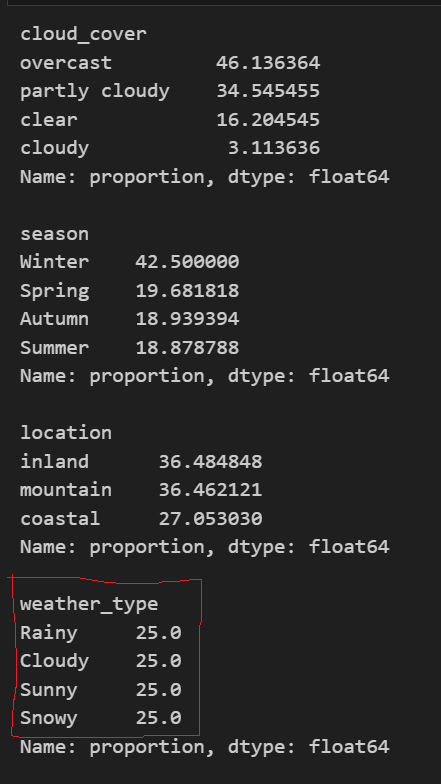 cloud_cover
overcast 46.136364
partly cloudy 34.545455
clear 16.204545
cloudy 3.113636
Name: proportion, dtype: float64
season
Winter 42.500000
Spring 19.681818
Autumn 18.939394
Summer 18.878788
Name: proportion, dtype: float64
location
inland 36.484848
mountain 36.462121
coastal 27.053030
Name: proportion, dtype: float64
weather_type
Rainy 25.0
Cloudy 25.0
Sunny 25.0
Snowy 25.0
Name: proportion, dtype: float64